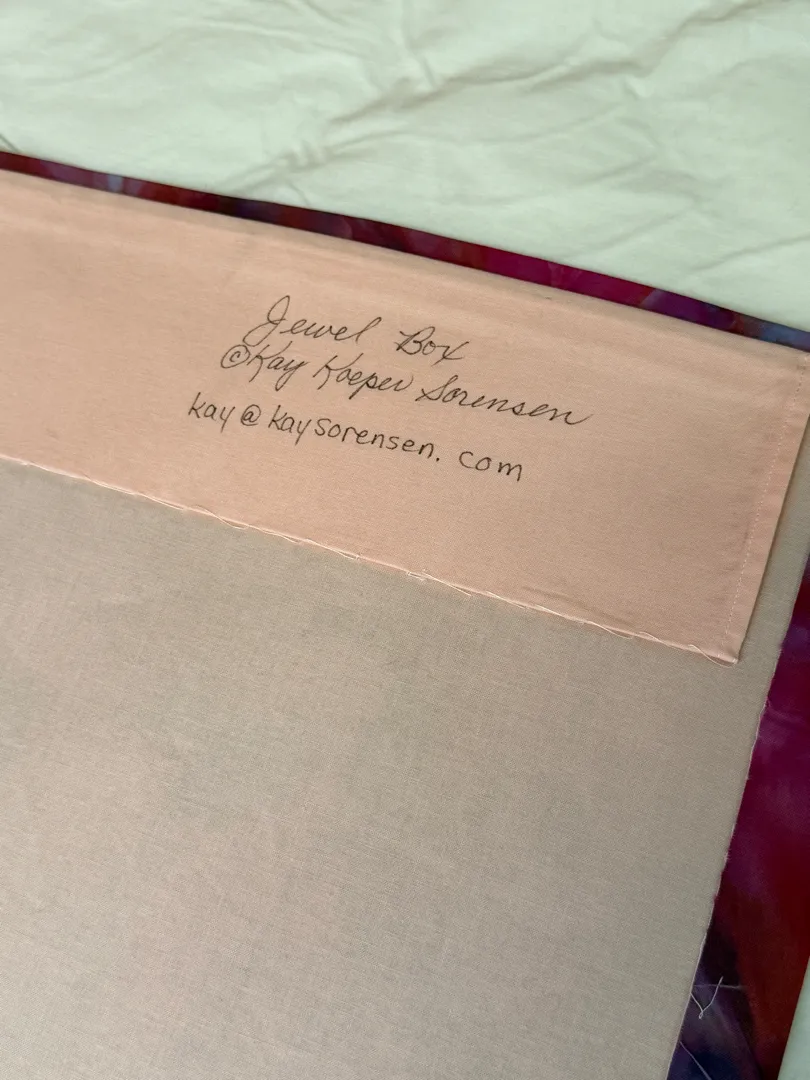 Jewel Box
©Kay Koeper Sorensen
kay@kaysorensen.com